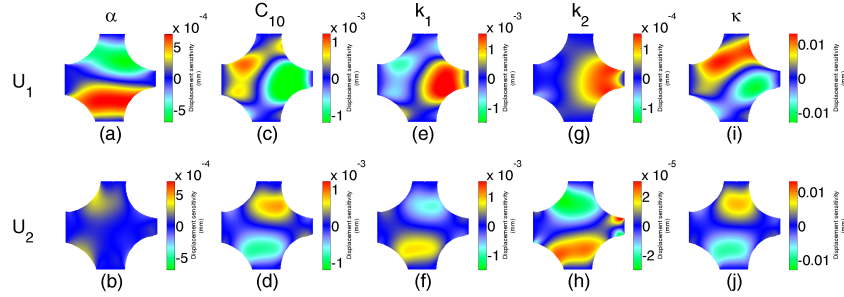 α C₁₀ k₁ k₂ κ
U₁
x 10⁻⁴ x 10⁻³ x 10⁻³ x 10⁻⁴
5 0 -5 Displacement sensitivity (mm)
1 0 -1 Displacement sensitivity (mm)
1 0 -1 Displacement sensitivity (mm)
1 0 -1 Displacement sensitivity (mm)
0.01 0 -0.01 Displacement sensitivity (mm)
(a) (c) (e) (g) (i)
U₂
x 10⁻⁴ x 10⁻³ x 10⁻³ x 10⁻⁵
5 0 -5 Displacement sensitivity (mm)
1 0 -1 Displacement sensitivity (mm)
1 0 -1 Displacement sensitivity (mm)
2 0 -2 Displacement sensitivity (mm)
0.01 0 -0.01 Displacement sensitivity (mm)
(b) (d) (f) (h) (j)